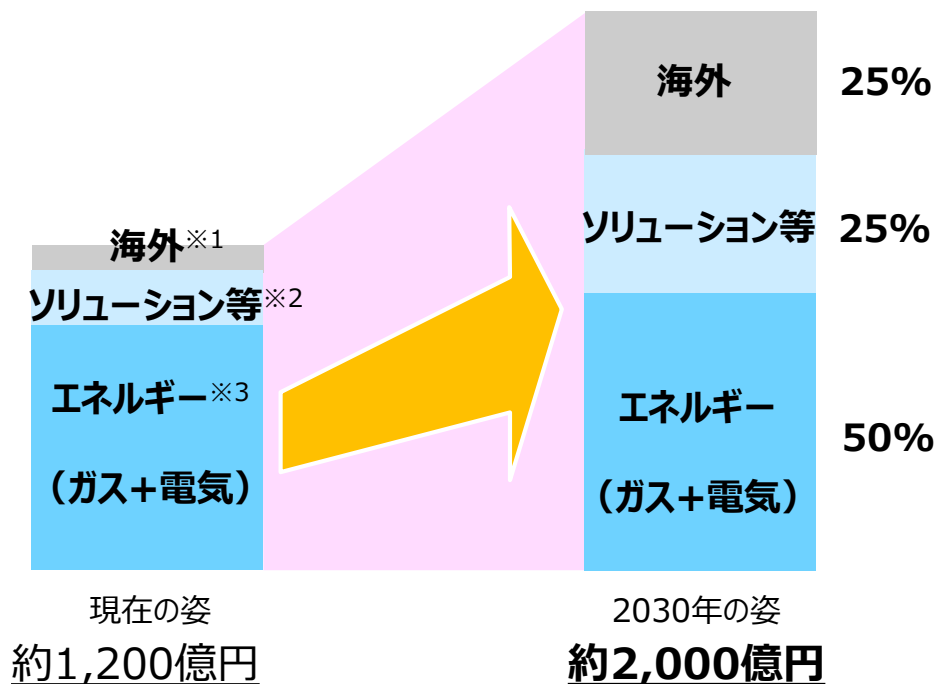 海外※1
ソリューション等※2
エネルギー※3
（ガス+電気）
現在の姿
約1,200億円
海外
25%
ソリューション等
25%
エネルギー
（ガス+電気）
50%
2030年の姿
約2,000億円